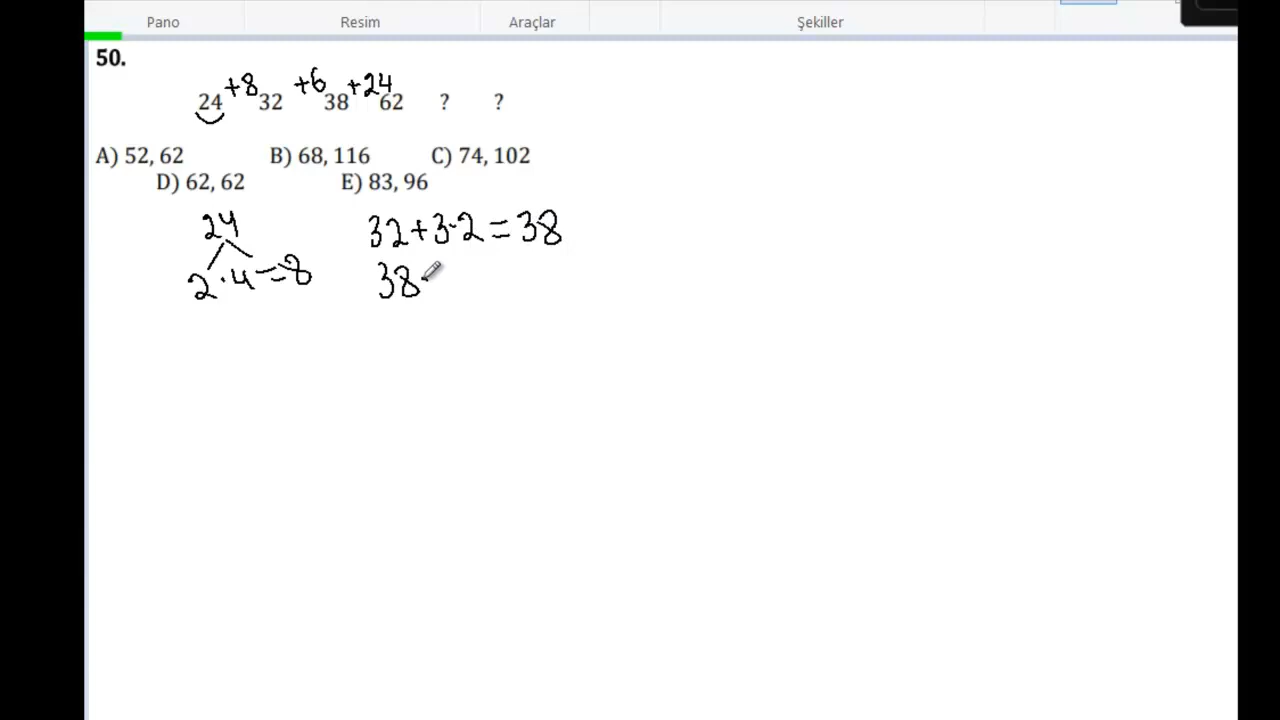 Pano Resim Araçlar Şekiller
50.
+8 +6 +24
24 32 38 62 ? ?
A) 52, 62 B) 68, 116 C) 74, 102
D) 62, 62 E) 83, 96
24
2·4=8
32+3·2=38
38